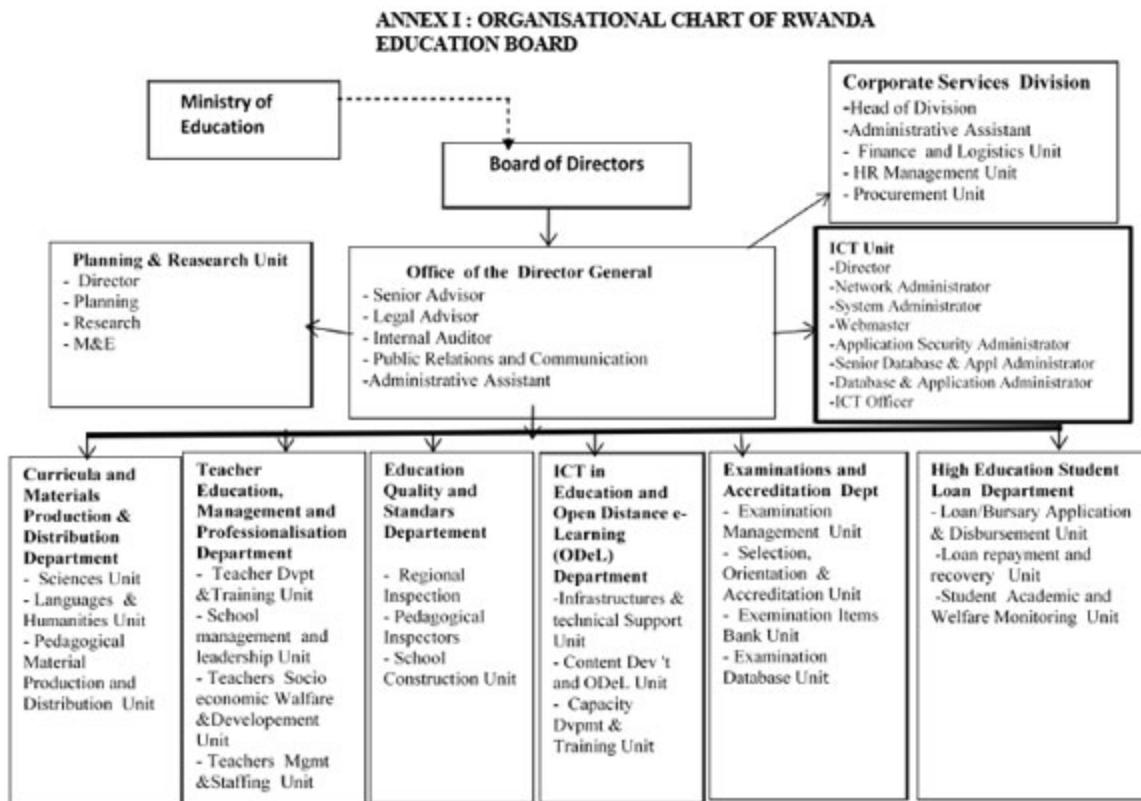 ANNEX I : ORGANISATIONAL CHART OF RWANDA
EDUCATION BOARD
Ministry of
Education
Board of Directors
Corporate Services Division
-Head of Division
-Administrative Assistant
- Finance and Logistics Unit
- HR Management Unit
- Procurement Unit
Planning & Reasearch Unit
- Director
- Planning
- Research
- M&E
Office of the Director General
- Senior Advisor
- Legal Advisor
- Internal Auditor
- Public Relations and Communication
-Administrative Assistant
ICT Unit
-Director
-Network Administrator
-System Administrator
-Webmaster
-Application Security Administrator
-Senior Database & Appl Administrator
-Database & Application Administrator
-ICT Officer
Curricula and
Materials
Production &
Distribution
Department
- Sciences Unit
- Languages &
Humanities Unit
- Pedagogical
Material
Production and
Distribution Unit
Teacher
Education,
Management and
Professionalisation
Department
- Teacher Dvpt
&Training Unit
- School
management and
leadership Unit
- Teachers Socio
economic Walfare
&Developement
Unit
- Teachers Mgmt
&Staffing Unit
Education
Quality and
Standars
Departement
- Regional
Inspection
- Pedagogical
Inspectors
- School
Construction Unit
ICT in
Education and
Open Distance e-
Learning
(ODeL)
Department
-Infrastructures &
technical Support
Unit
- Content Dev 't
and ODeL Unit
- Capacity
Dvpmt &
Training Unit
Examinations and
Accreditation Dept
- Examination
Management Unit
- Selection,
Orientation &
Accreditation Unit
- Exemination Items
Bank Unit
- Examination
Database Unit
High Education Student
Loan Department
- Loan/Bursary Application
& Disbursement Unit
-Loan repayment and
recovery Unit
-Student Academic and
Welfare Monitoring Unit